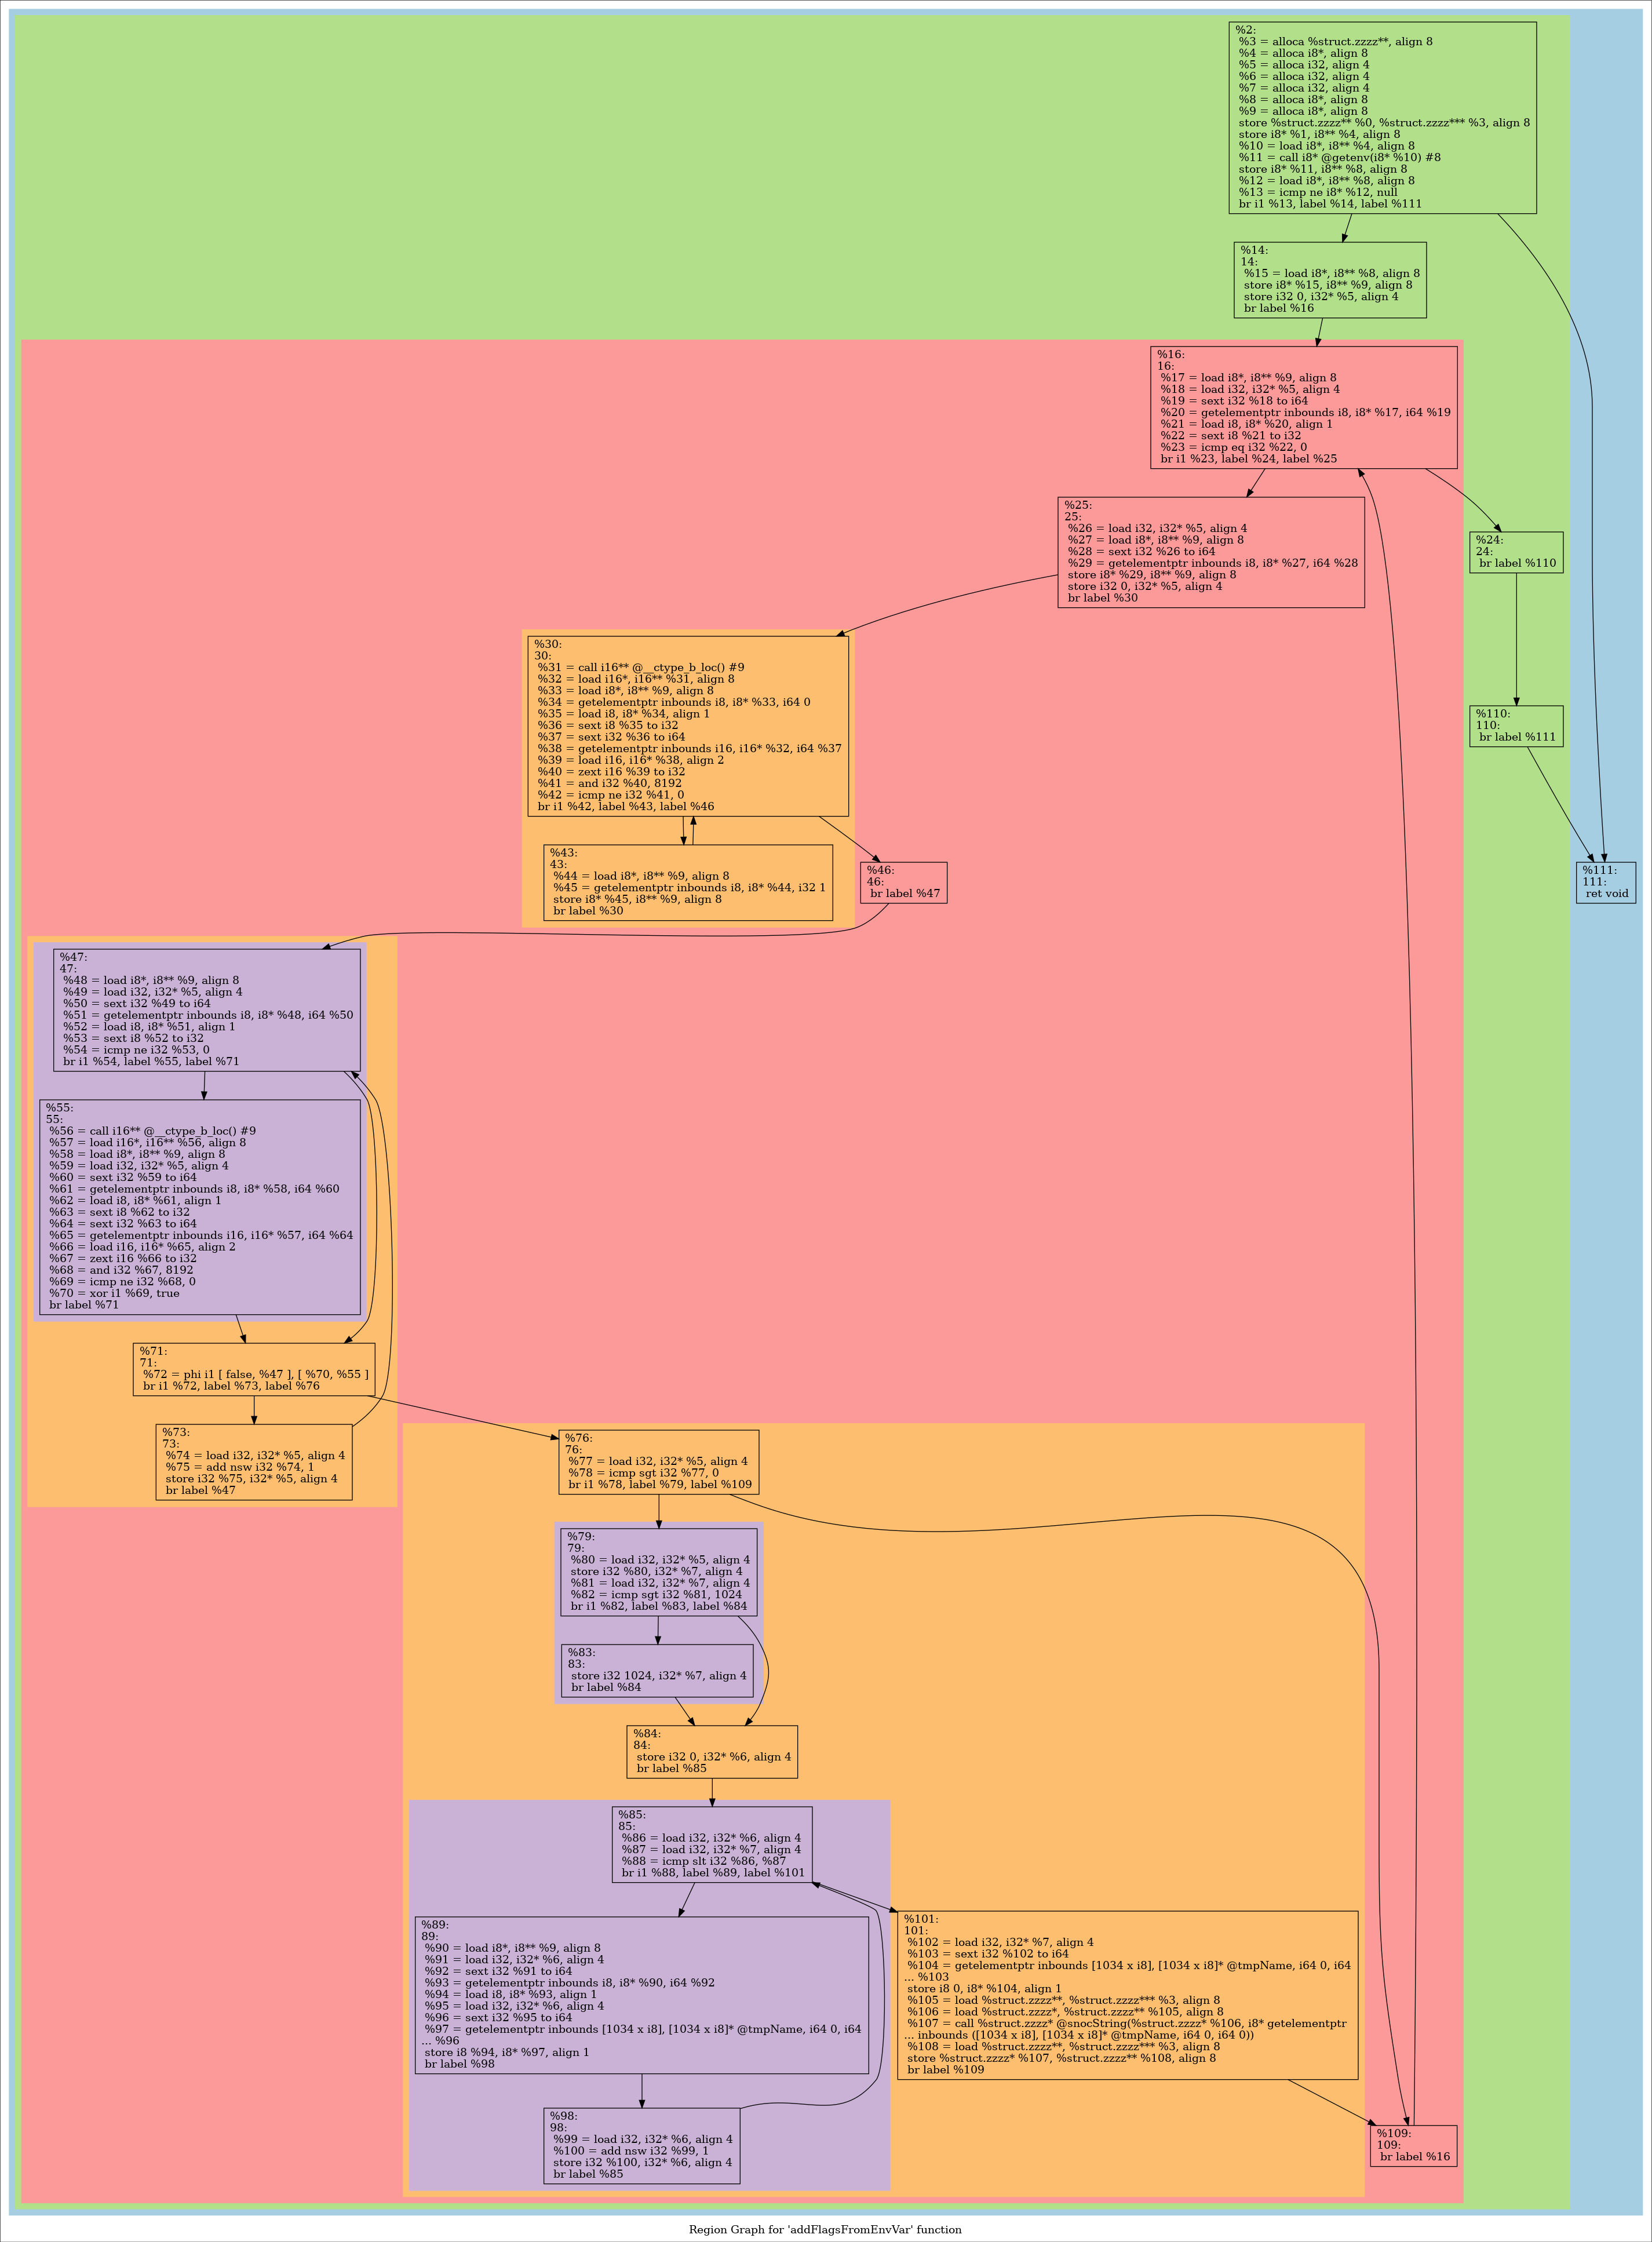 %2:
%3 = alloca %struct.zzzz**, align 8
%4 = alloca i8*, align 8
%5 = alloca i32, align 4
%6 = alloca i32, align 4
%7 = alloca i32, align 4
%8 = alloca i8*, align 8
%9 = alloca i8*, align 8
store %struct.zzzz** %0, %struct.zzzz*** %3, align 8
store i8* %1, i8** %4, align 8
%10 = load i8*, i8** %4, align 8
%11 = call i8* @getenv(i8* %10) #8
store i8* %11, i8** %8, align 8
%12 = load i8*, i8** %8, align 8
%13 = icmp ne i8* %12, null
br i1 %13, label %14, label %111
%14:
14:
%15 = load i8*, i8** %8, align 8
store i8* %15, i8** %9, align 8
store i32 0, i32* %5, align 4
br label %16
%16:
16:
%17 = load i8*, i8** %9, align 8
%18 = load i32, i32* %5, align 4
%19 = sext i32 %18 to i64
%20 = getelementptr inbounds i8, i8* %17, i64 %19
%21 = load i8, i8* %20, align 1
%22 = sext i8 %21 to i32
%23 = icmp eq i32 %22, 0
br i1 %23, label %24, label %25
%25:
25:
%26 = load i32, i32* %5, align 4
%27 = load i8*, i8** %9, align 8
%28 = sext i32 %26 to i64
%29 = getelementptr inbounds i8, i8* %27, i64 %28
store i8* %29, i8** %9, align 8
store i32 0, i32* %5, align 4
br label %30
%24:
24:
br label %110
%30:
30:
%31 = call i16** @__ctype_b_loc() #9
%32 = load i16*, i16** %31, align 8
%33 = load i8*, i8** %9, align 8
%34 = getelementptr inbounds i8, i8* %33, i64 0
%35 = load i8, i8* %34, align 1
%36 = sext i8 %35 to i32
%37 = sext i32 %36 to i64
%38 = getelementptr inbounds i16, i16* %32, i64 %37
%39 = load i16, i16* %38, align 2
%40 = zext i16 %39 to i32
%41 = and i32 %40, 8192
%42 = icmp ne i32 %41, 0
br i1 %42, label %43, label %46
%110:
110:
br label %111
%43:
43:
%44 = load i8*, i8** %9, align 8
%45 = getelementptr inbounds i8, i8* %44, i32 1
store i8* %45, i8** %9, align 8
br label %30
%46:
46:
br label %47
%111:
111:
ret void
%47:
47:
%48 = load i8*, i8** %9, align 8
%49 = load i32, i32* %5, align 4
%50 = sext i32 %49 to i64
%51 = getelementptr inbounds i8, i8* %48, i64 %50
%52 = load i8, i8* %51, align 1
%53 = sext i8 %52 to i32
%54 = icmp ne i32 %53, 0
br i1 %54, label %55, label %71
%55:
55:
%56 = call i16** @__ctype_b_loc() #9
%57 = load i16*, i16** %56, align 8
%58 = load i8*, i8** %9, align 8
%59 = load i32, i32* %5, align 4
%60 = sext i32 %59 to i64
%61 = getelementptr inbounds i8, i8* %58, i64 %60
%62 = load i8, i8* %61, align 1
%63 = sext i8 %62 to i32
%64 = sext i32 %63 to i64
%65 = getelementptr inbounds i16, i16* %57, i64 %64
%66 = load i16, i16* %65, align 2
%67 = zext i16 %66 to i32
%68 = and i32 %67, 8192
%69 = icmp ne i32 %68, 0
%70 = xor i1 %69, true
br label %71
%71:
71:
%72 = phi i1 [ false, %47 ], [ %70, %55 ]
br i1 %72, label %73, label %76
%73:
73:
%74 = load i32, i32* %5, align 4
%75 = add nsw i32 %74, 1
store i32 %75, i32* %5, align 4
br label %47
%76:
76:
%77 = load i32, i32* %5, align 4
%78 = icmp sgt i32 %77, 0
br i1 %78, label %79, label %109
%79:
79:
%80 = load i32, i32* %5, align 4
store i32 %80, i32* %7, align 4
%81 = load i32, i32* %7, align 4
%82 = icmp sgt i32 %81, 1024
br i1 %82, label %83, label %84
%83:
83:
store i32 1024, i32* %7, align 4
br label %84
%84:
84:
store i32 0, i32* %6, align 4
br label %85
%85:
85:
%86 = load i32, i32* %6, align 4
%87 = load i32, i32* %7, align 4
%88 = icmp slt i32 %86, %87
br i1 %88, label %89, label %101
%89:
89:
%90 = load i8*, i8** %9, align 8
%91 = load i32, i32* %6, align 4
%92 = sext i32 %91 to i64
%93 = getelementptr inbounds i8, i8* %90, i64 %92
%94 = load i8, i8* %93, align 1
%95 = load i32, i32* %6, align 4
%96 = sext i32 %95 to i64
%97 = getelementptr inbounds [1034 x i8], [1034 x i8]* @tmpName, i64 0, i64
... %96
store i8 %94, i8* %97, align 1
br label %98
%101:
101:
%102 = load i32, i32* %7, align 4
%103 = sext i32 %102 to i64
%104 = getelementptr inbounds [1034 x i8], [1034 x i8]* @tmpName, i64 0, i64
... %103
store i8 0, i8* %104, align 1
%105 = load %struct.zzzz**, %struct.zzzz*** %3, align 8
%106 = load %struct.zzzz*, %struct.zzzz** %105, align 8
%107 = call %struct.zzzz* @snocString(%struct.zzzz* %106, i8* getelementptr
... inbounds ([1034 x i8], [1034 x i8]* @tmpName, i64 0, i64 0))
%108 = load %struct.zzzz**, %struct.zzzz*** %3, align 8
store %struct.zzzz* %107, %struct.zzzz** %108, align 8
br label %109
%98:
98:
%99 = load i32, i32* %6, align 4
%100 = add nsw i32 %99, 1
store i32 %100, i32* %6, align 4
br label %85
%109:
109:
br label %16
Region Graph for 'addFlagsFromEnvVar' function